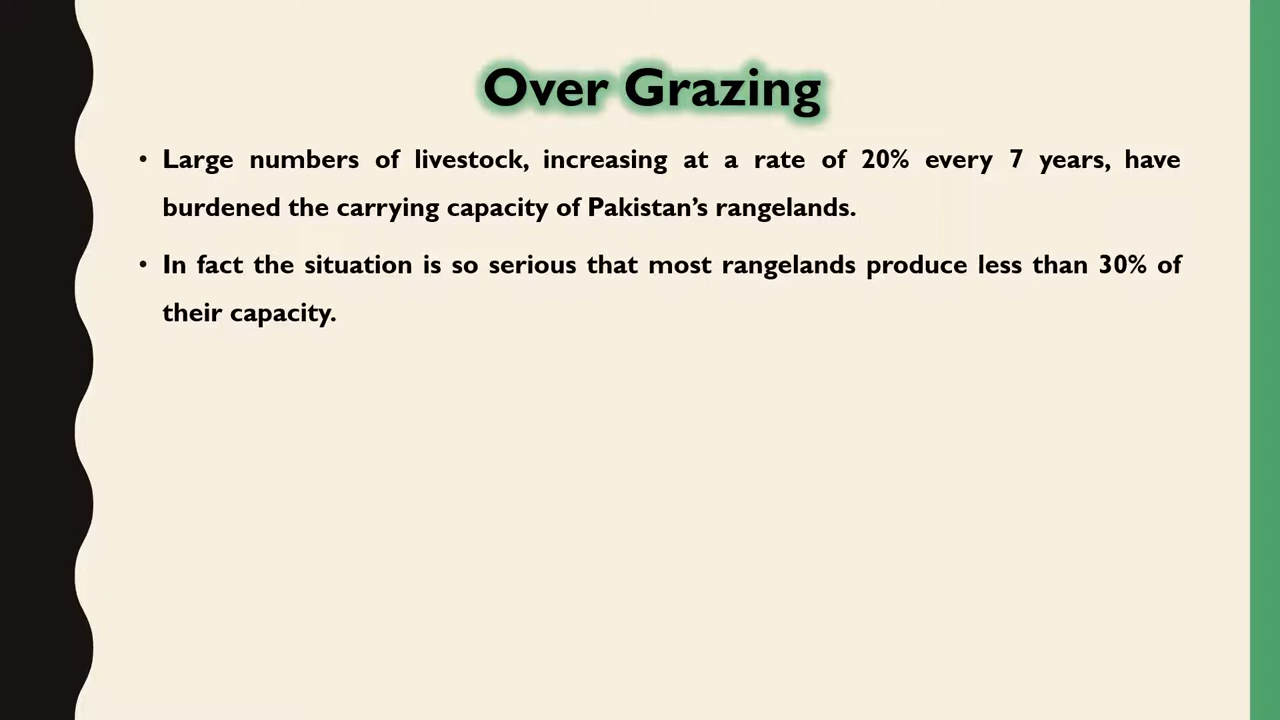 Over Grazing
• Large numbers of livestock, increasing at a rate of 20% every 7 years, have
burdened the carrying capacity of Pakistan’s rangelands.
• In fact the situation is so serious that most rangelands produce less than 30% of
their capacity.